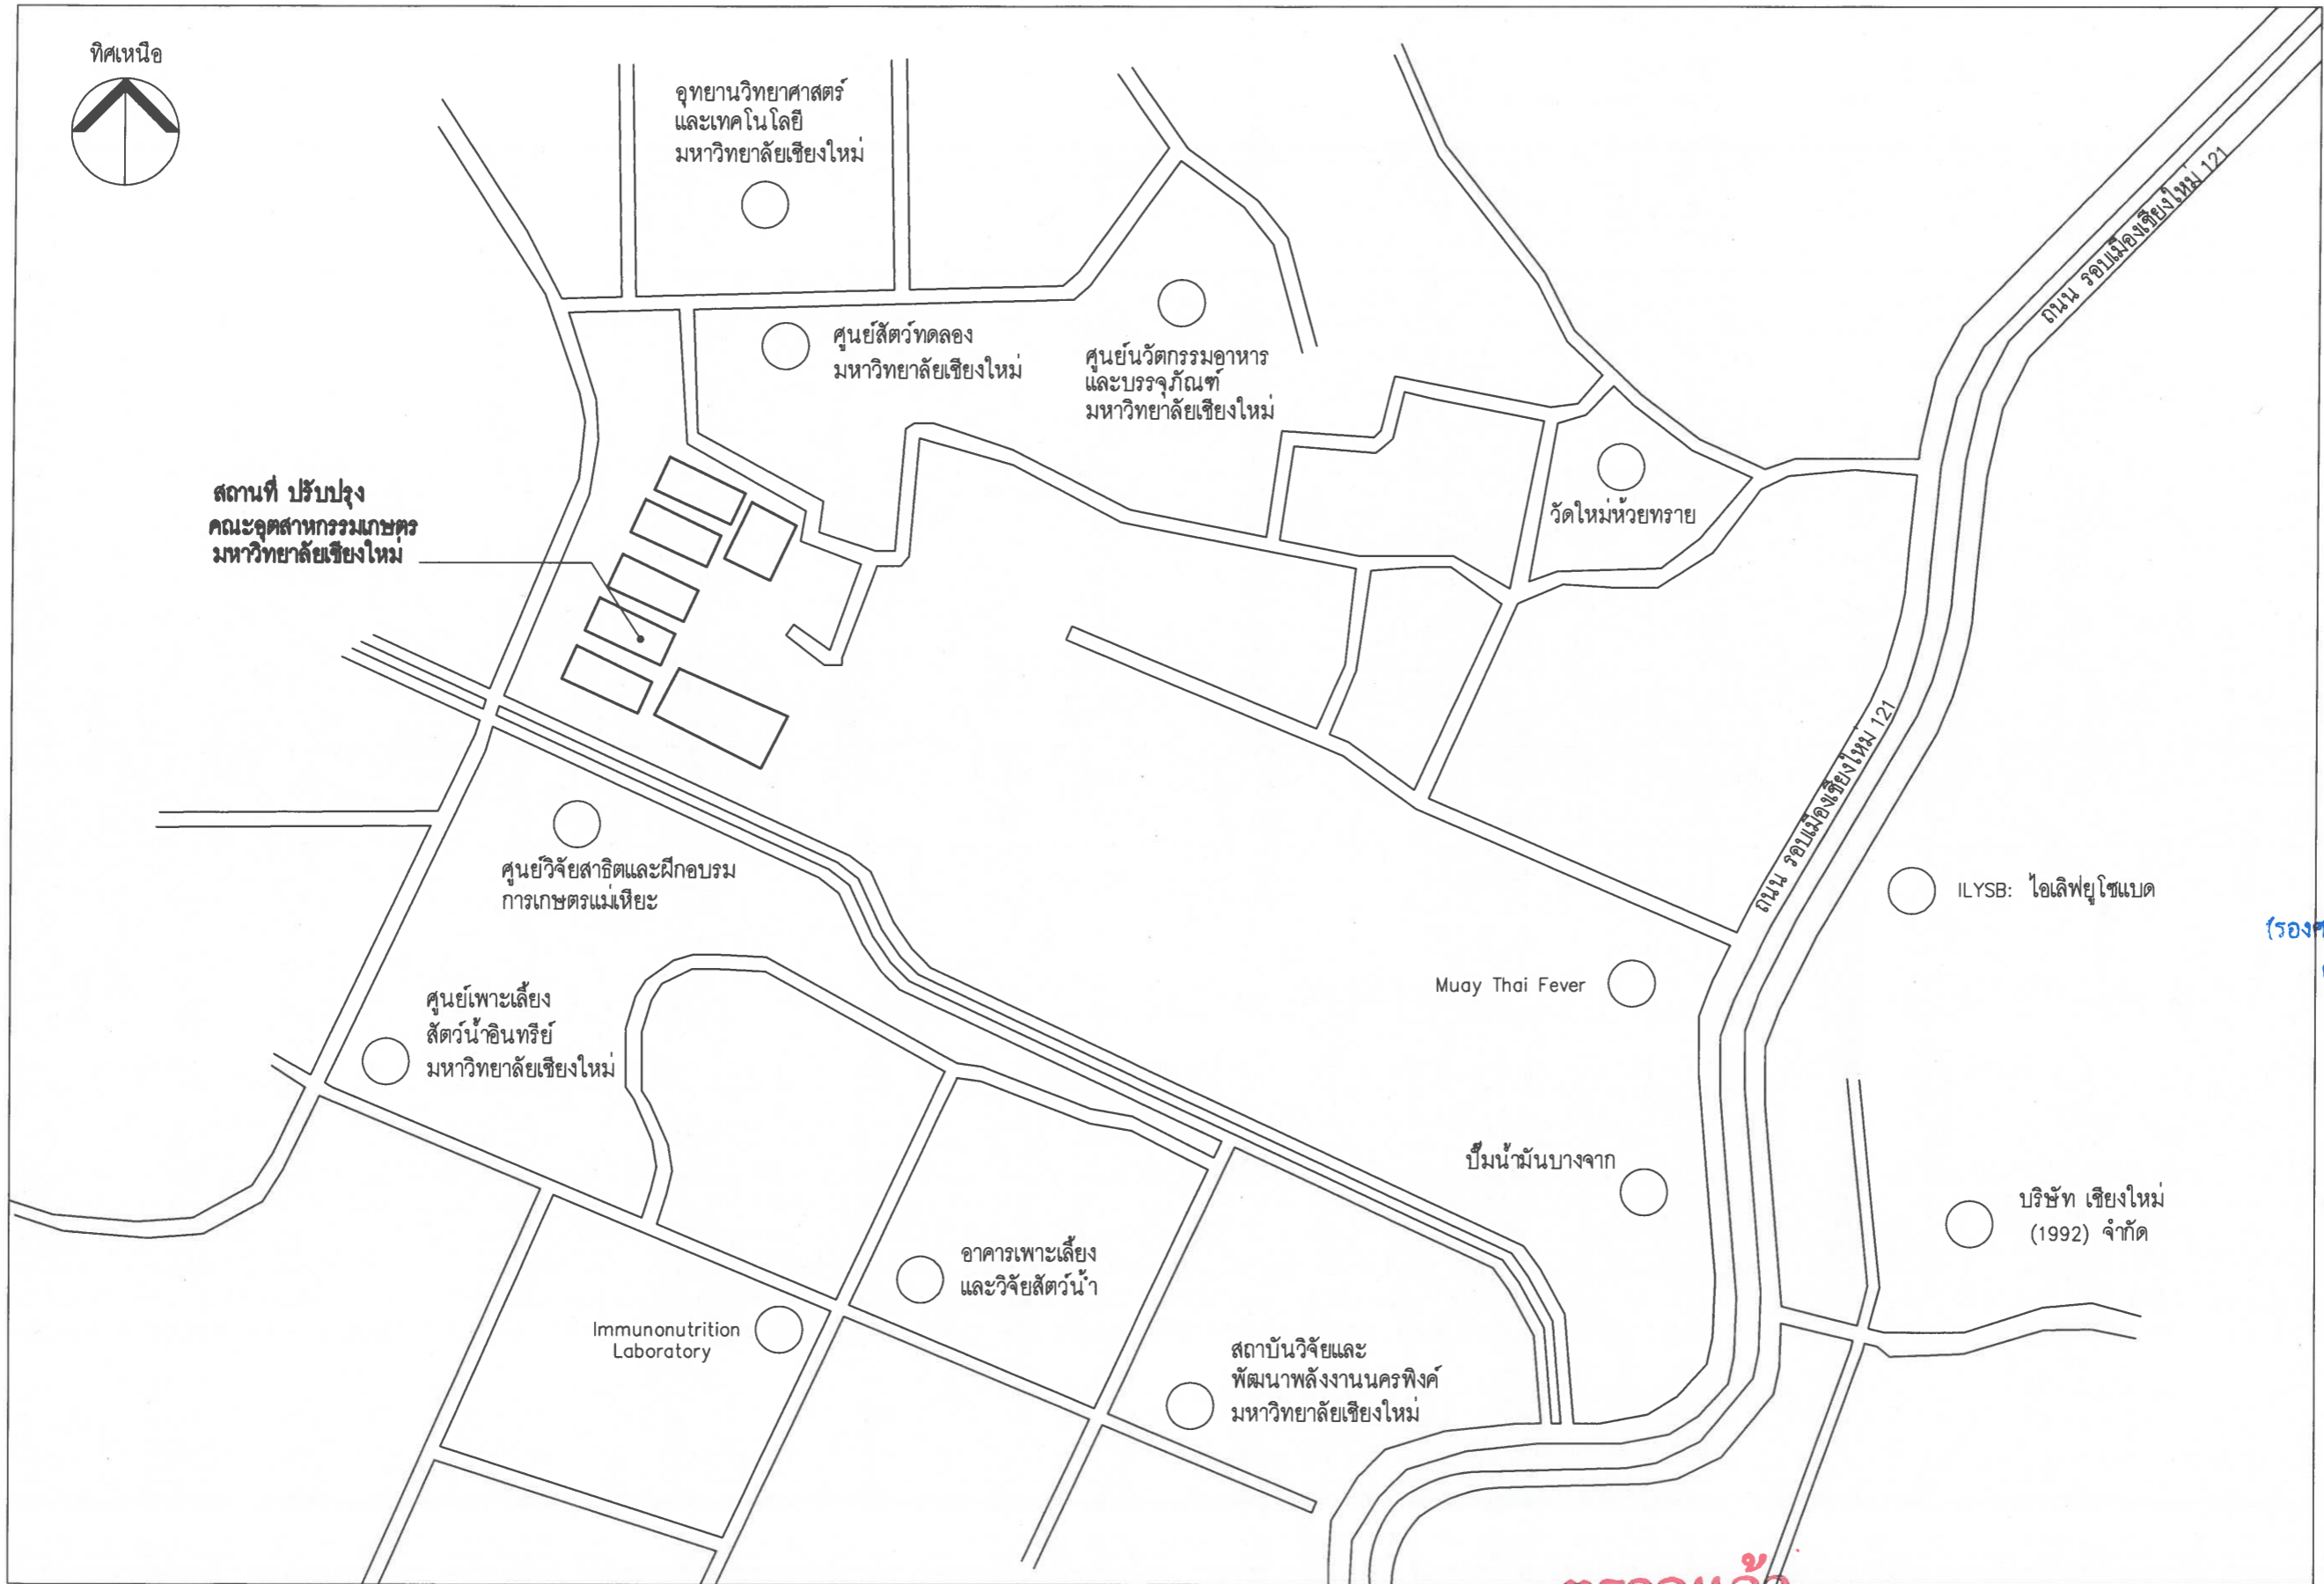 ทิศเหนือ
อุทยานวิทยาศาสตร์
และเทคโนโลยี
มหาวิทยาลัยเชียงใหม่
ถนน รอบเมืองเชียงใหม่ 121
ศูนย์สัตว์ทดลอง
มหาวิทยาลัยเชียงใหม่
ศูนย์นวัตกรรมอาหาร
และบรรจุภัณฑ์
มหาวิทยาลัยเชียงใหม่
สถานที่ ปรับปรุง
คณะอุตสาหกรรมเกษตร
มหาวิทยาลัยเชียงใหม่
วัดใหม่ห้วยทราย
ถนน รอบเมืองเชียงใหม่ 121
ศูนย์วิจัยสาธิตและฝึกอบรม
การเกษตรแม่เหียะ
ILYSB: ไอเลิฟยูโซแบด
Muay Thai Fever
ศูนย์เพาะเลี้ยง
สัตว์น้ำอินทรีย์
มหาวิทยาลัยเชียงใหม่
ปั๊มน้ำมันบางจาก
บริษัท เชียงใหม่
(1992) จำกัด
อาคารเพาะเลี้ยง
และวิจัยสัตว์น้ำ
Immunonutrition
Laboratory
สถาบันวิจัยและ
พัฒนาพลังงานนครพิงค์
มหาวิทยาลัยเชียงใหม่